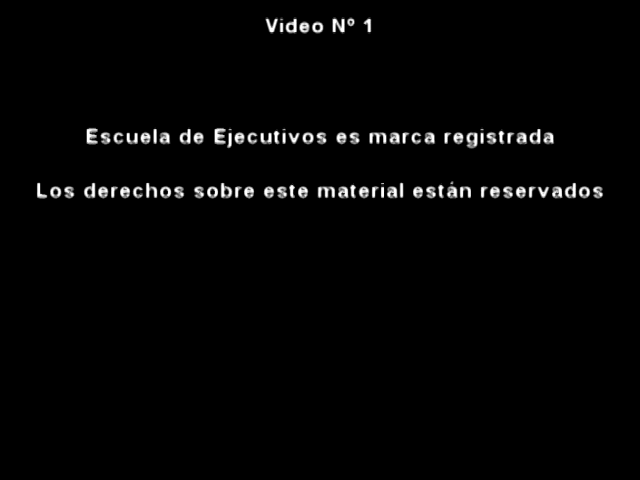 Video Nº 1
Escuela de Ejecutivos es marca registrada
Los derechos sobre este material están reservados